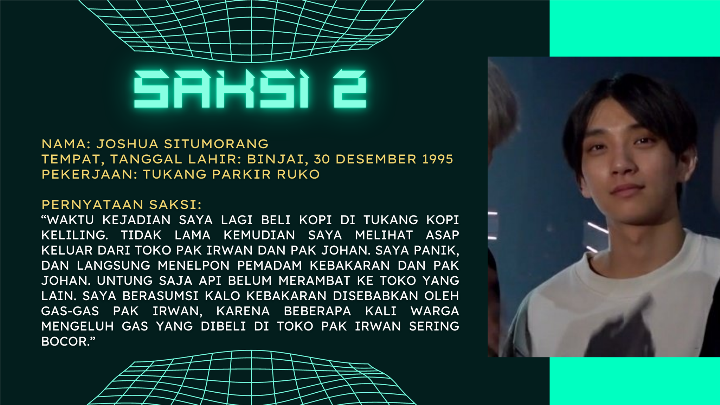 SAKSI 2
NAMA: JOSHUA SITUMORANG
TEMPAT, TANGGAL LAHIR: BINJAI, 30 DESEMBER 1995
PEKERJAAN: TUKANG PARKIR RUKO
PERNYATAAN SAKSI:
“WAKTU KEJADIAN SAYA LAGI BELI KOPI DI TUKANG KOPI
KELILING. TIDAK LAMA KEMUDIAN SAYA MELIHAT ASAP
KELUAR DARI TOKO PAK IRWAN DAN PAK JOHAN. SAYA PANIK,
DAN LANGSUNG MENELPON PEMADAM KEBAKARAN DAN PAK
JOHAN. UNTUNG SAJA API BELUM MERAMBAT KE TOKO YANG
LAIN. SAYA BERASUMSI KALO KEBAKARAN DISEBABKAN OLEH
GAS-GAS PAK IRWAN, KARENA BEBERAPA KALI WARGA
MENGELUH GAS YANG DIBELI DI TOKO PAK IRWAN SERING
BOCOR.”